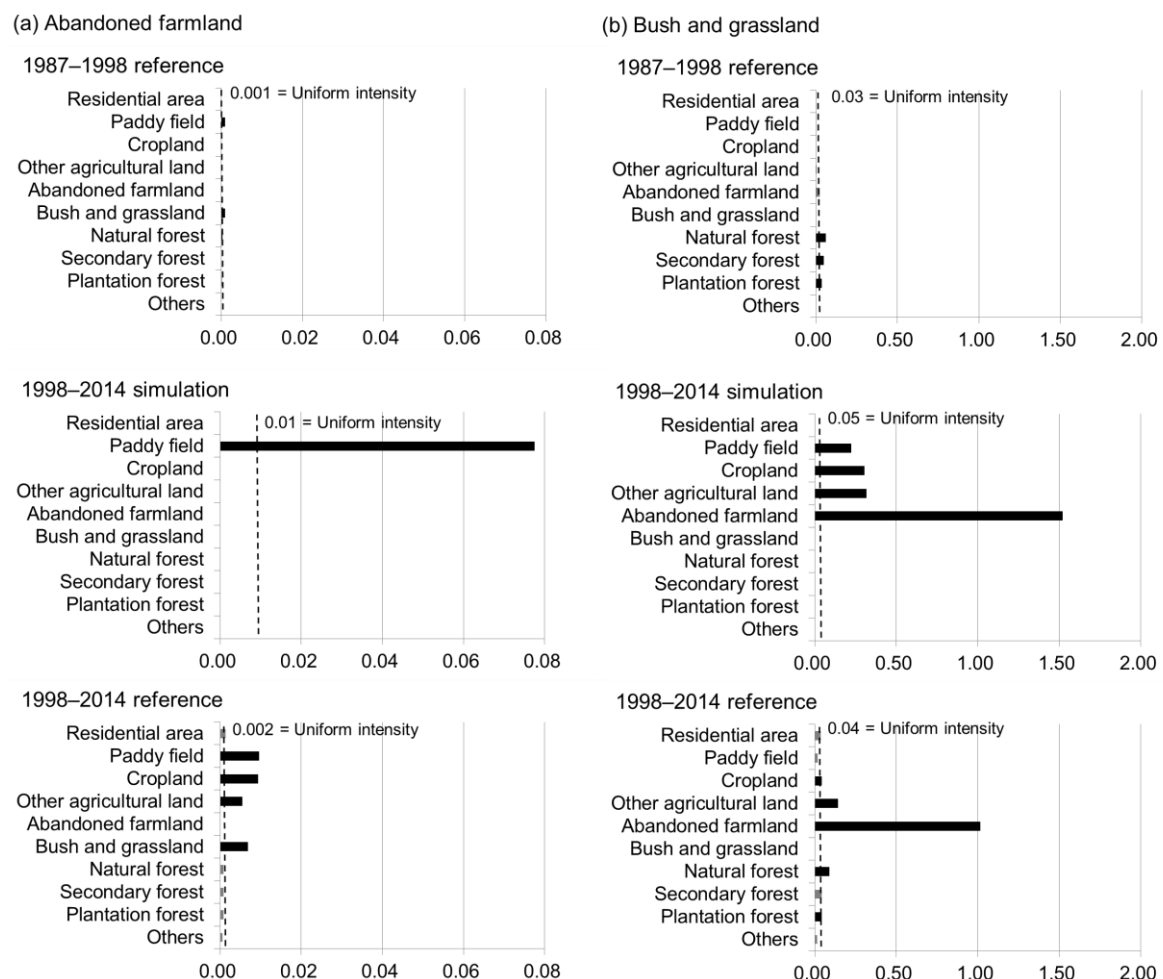 (a) Abandoned farmland
1987–1998 reference
0.001 = Uniform intensity
Residential area
Paddy field
Cropland
Other agricultural land
Abandoned farmland
Bush and grassland
Natural forest
Secondary forest
Plantation forest
Others
0.00 0.02 0.04 0.06 0.08
1998–2014 simulation
0.01 = Uniform intensity
Residential area
Paddy field
Cropland
Other agricultural land
Abandoned farmland
Bush and grassland
Natural forest
Secondary forest
Plantation forest
Others
0.00 0.02 0.04 0.06 0.08
1998–2014 reference
0.002 = Uniform intensity
Residential area
Paddy field
Cropland
Other agricultural land
Abandoned farmland
Bush and grassland
Natural forest
Secondary forest
Plantation forest
Others
0.00 0.02 0.04 0.06 0.08
(b) Bush and grassland
1987–1998 reference
0.03 = Uniform intensity
Residential area
Paddy field
Cropland
Other agricultural land
Abandoned farmland
Bush and grassland
Natural forest
Secondary forest
Plantation forest
Others
0.00 0.50 1.00 1.50 2.00
1998–2014 simulation
0.05 = Uniform intensity
Residential area
Paddy field
Cropland
Other agricultural land
Abandoned farmland
Bush and grassland
Natural forest
Secondary forest
Plantation forest
Others
0.00 0.50 1.00 1.50 2.00
1998–2014 reference
0.04 = Uniform intensity
Residential area
Paddy field
Cropland
Other agricultural land
Abandoned farmland
Bush and grassland
Natural forest
Secondary forest
Plantation forest
Others
0.00 0.50 1.00 1.50 2.00